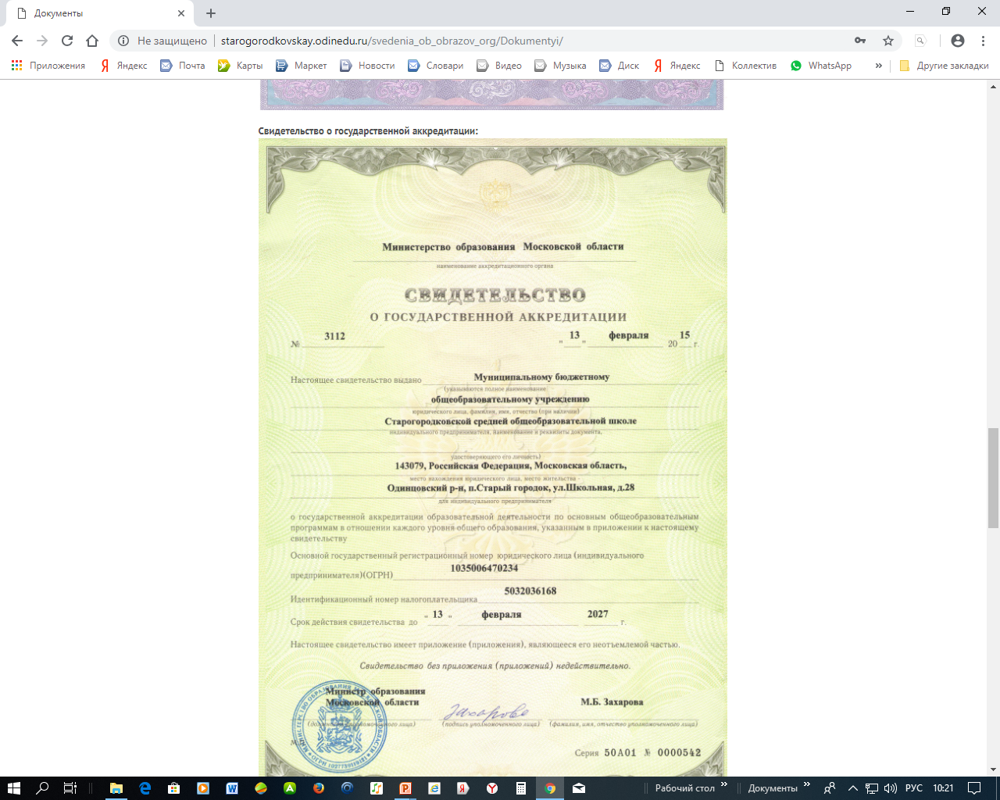 Документы
Не защищено
starogorodkovskay.odinedu.ru/svedenia_ob_obrazov_org/Dokumentyi/
Приложения Яндекс Почта Карты Маркет Новости Словари Видео Музыка Диск Яндекс Коллектив WhatsApp » Другие закладки
Свидетельство о государственной аккредитации:
Министерство образования Московской области
наименование аккредитационного органа
СВИДЕТЕЛЬСТВО
О ГОСУДАРСТВЕННОЙ АККРЕДИТАЦИИ
№ 3112 " 13 " февраля 20 15 г.
Настоящее свидетельство выдано Муниципальному бюджетному
(указываются полное наименование
общеобразовательному учреждению
юридического лица, фамилия, имя, отчество (при наличии)
Старогородковской средней общеобразовательной школе
индивидуального предпринимателя, наименование и реквизиты документа,
удостоверяющего его личность)
143079, Российская Федерация, Московская область,
место нахождения юридического лица, место жительства -
Одинцовский р-н, п.Старый городок, ул.Школьная, д.28
для индивидуального предпринимателя
о государственной аккредитации образовательной деятельности по основным общеобразовательным
программам в отношении каждого уровня общего образования, указанным в приложении к настоящему
свидетельству
Основной государственный регистрационный номер юридического лица (индивидуального
предпринимателя)(ОГРН) 1035006470234
Идентификационный номер налогоплательщика 5032036168
Срок действия свидетельства до " 13 " февраля 2027 г.
Настоящее свидетельство имеет приложение (приложения), являющееся его неотъемлемой частью.
Свидетельство без приложения (приложений) недействительно.
Министр образования
Московской области
М.Б. Захарова
(должность уполномоченного лица) (подпись уполномоченного лица) (фамилия, имя, отчество уполномоченного лица)
Серия 50А01 № 0000542
Рабочий стол » Документы » РУС 10:21